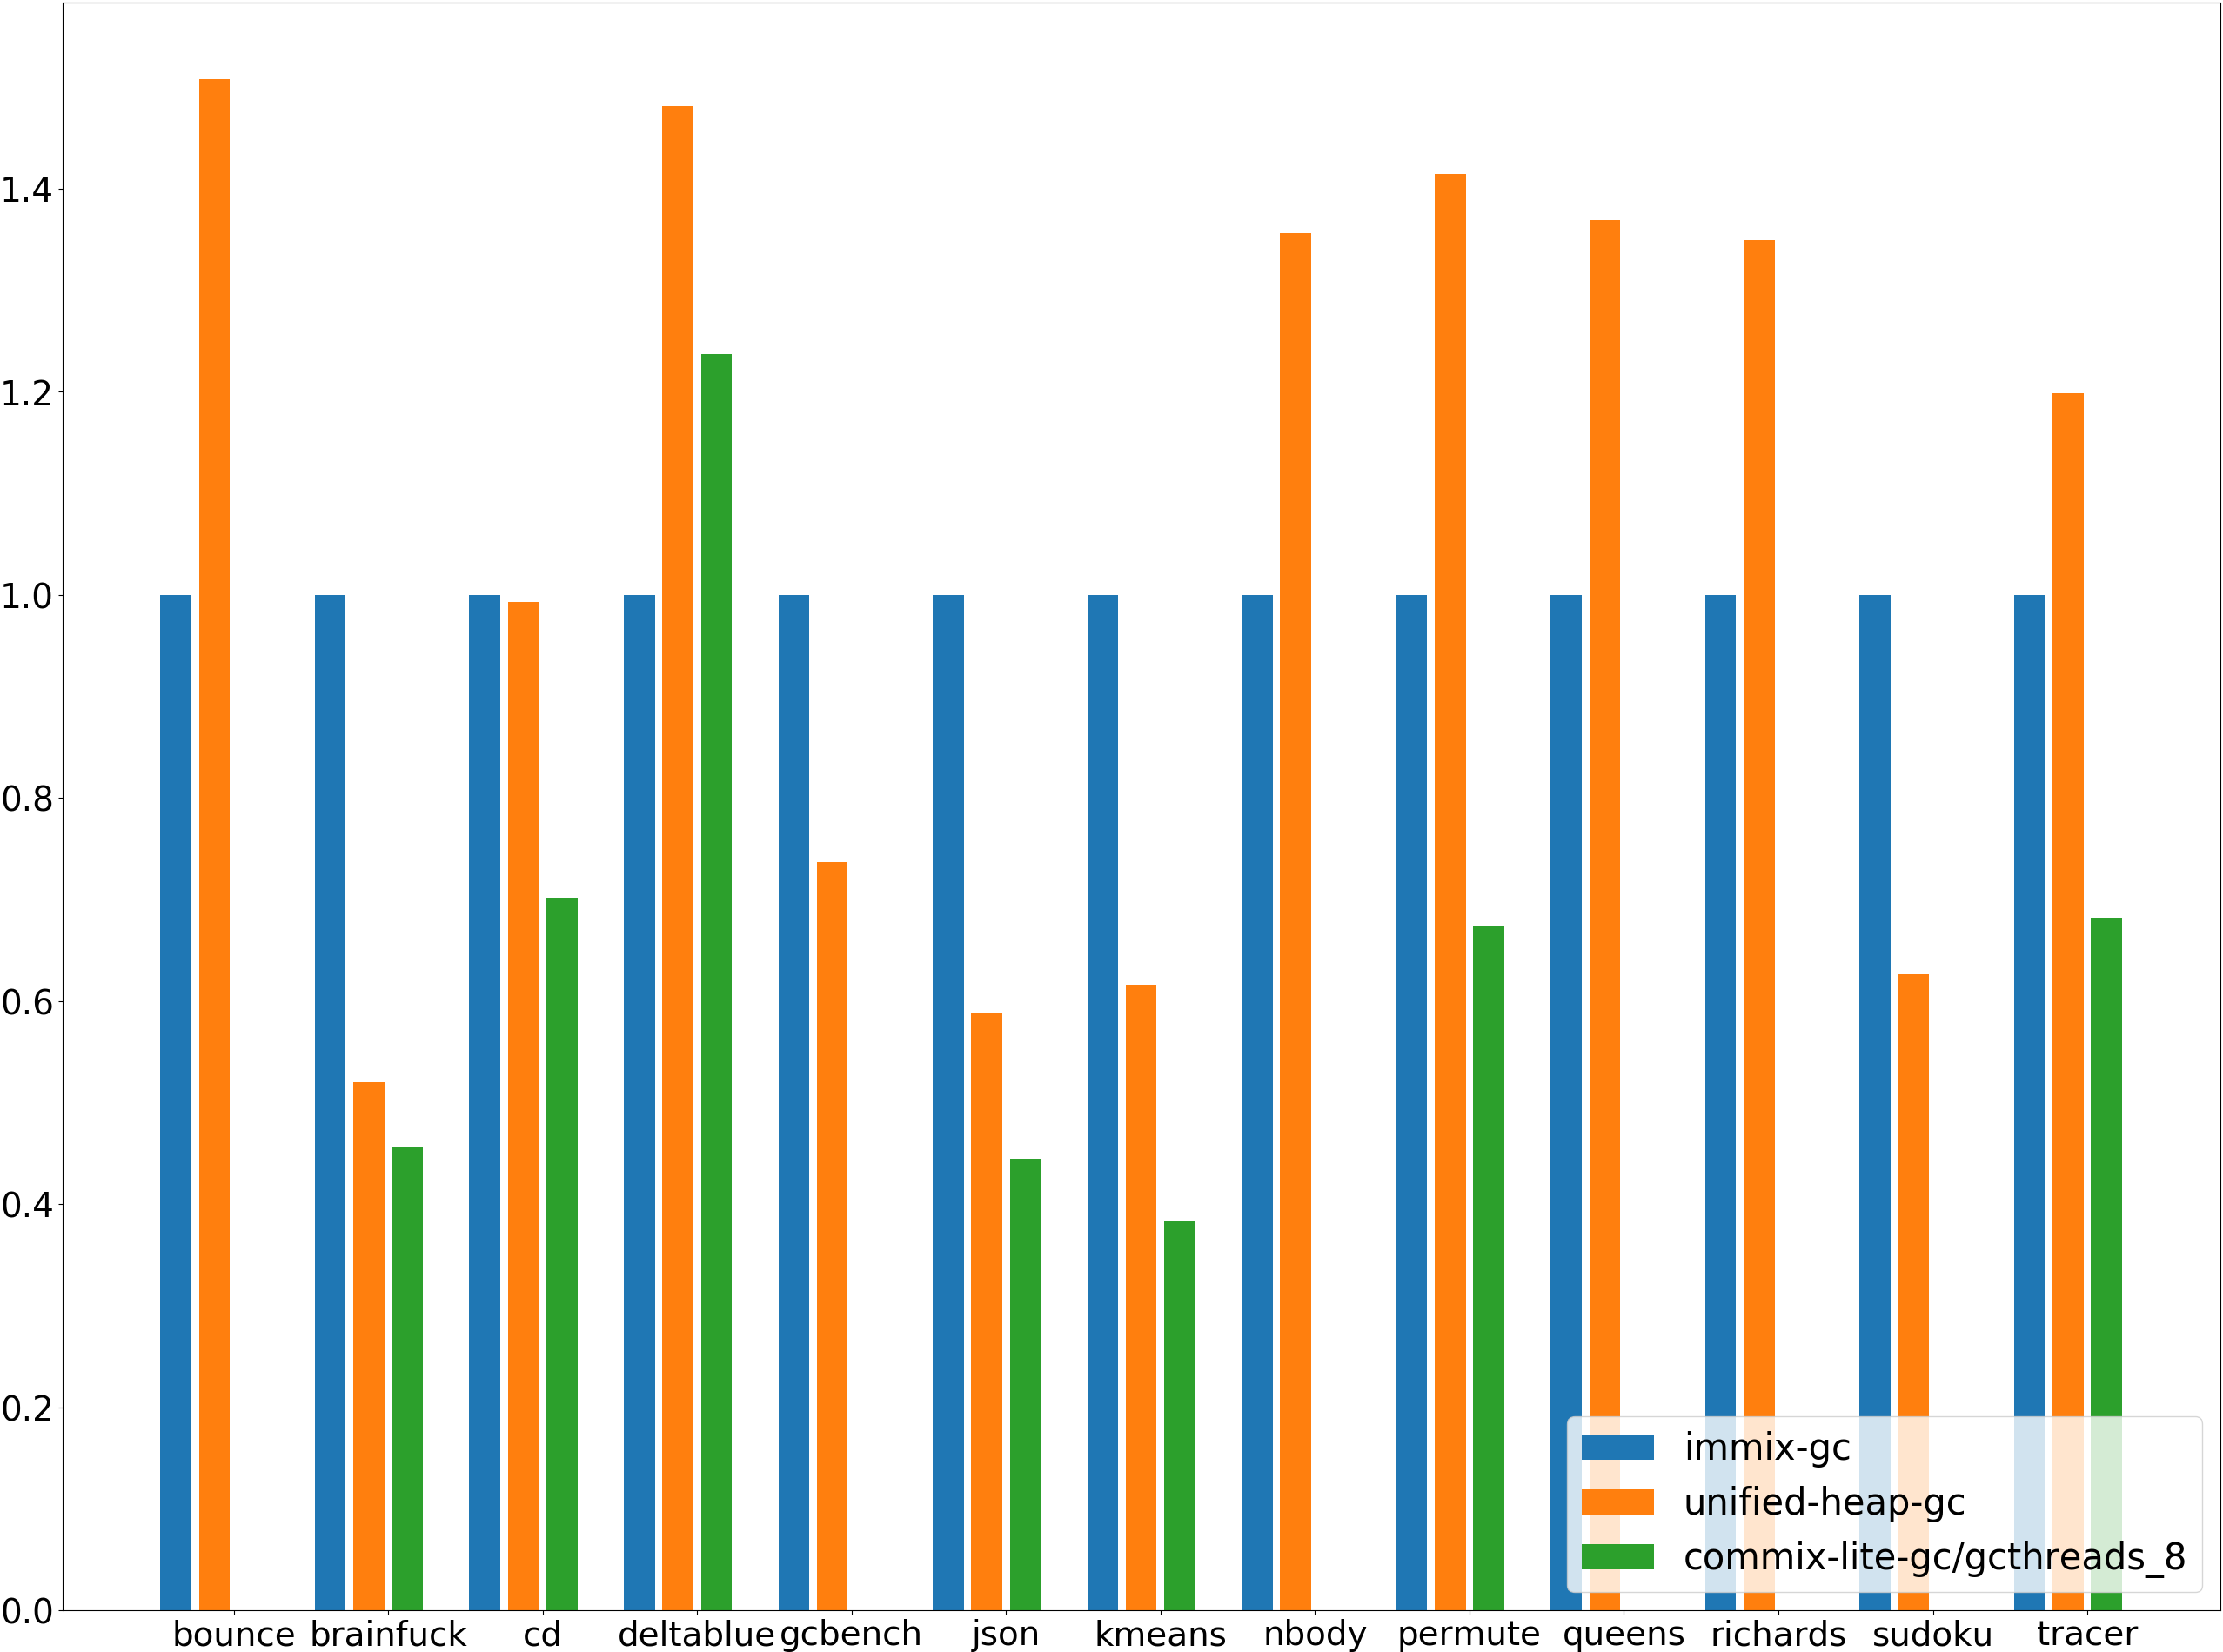 1.4
1.2
1.0
0.8
0.6
0.4
0.2
0.0
bounce brainfuck cd deltablue gcbench json kmeans nbody permute queens richards sudoku tracer
immix-gc
unified-heap-gc
commix-lite-gc/gcthreads_8